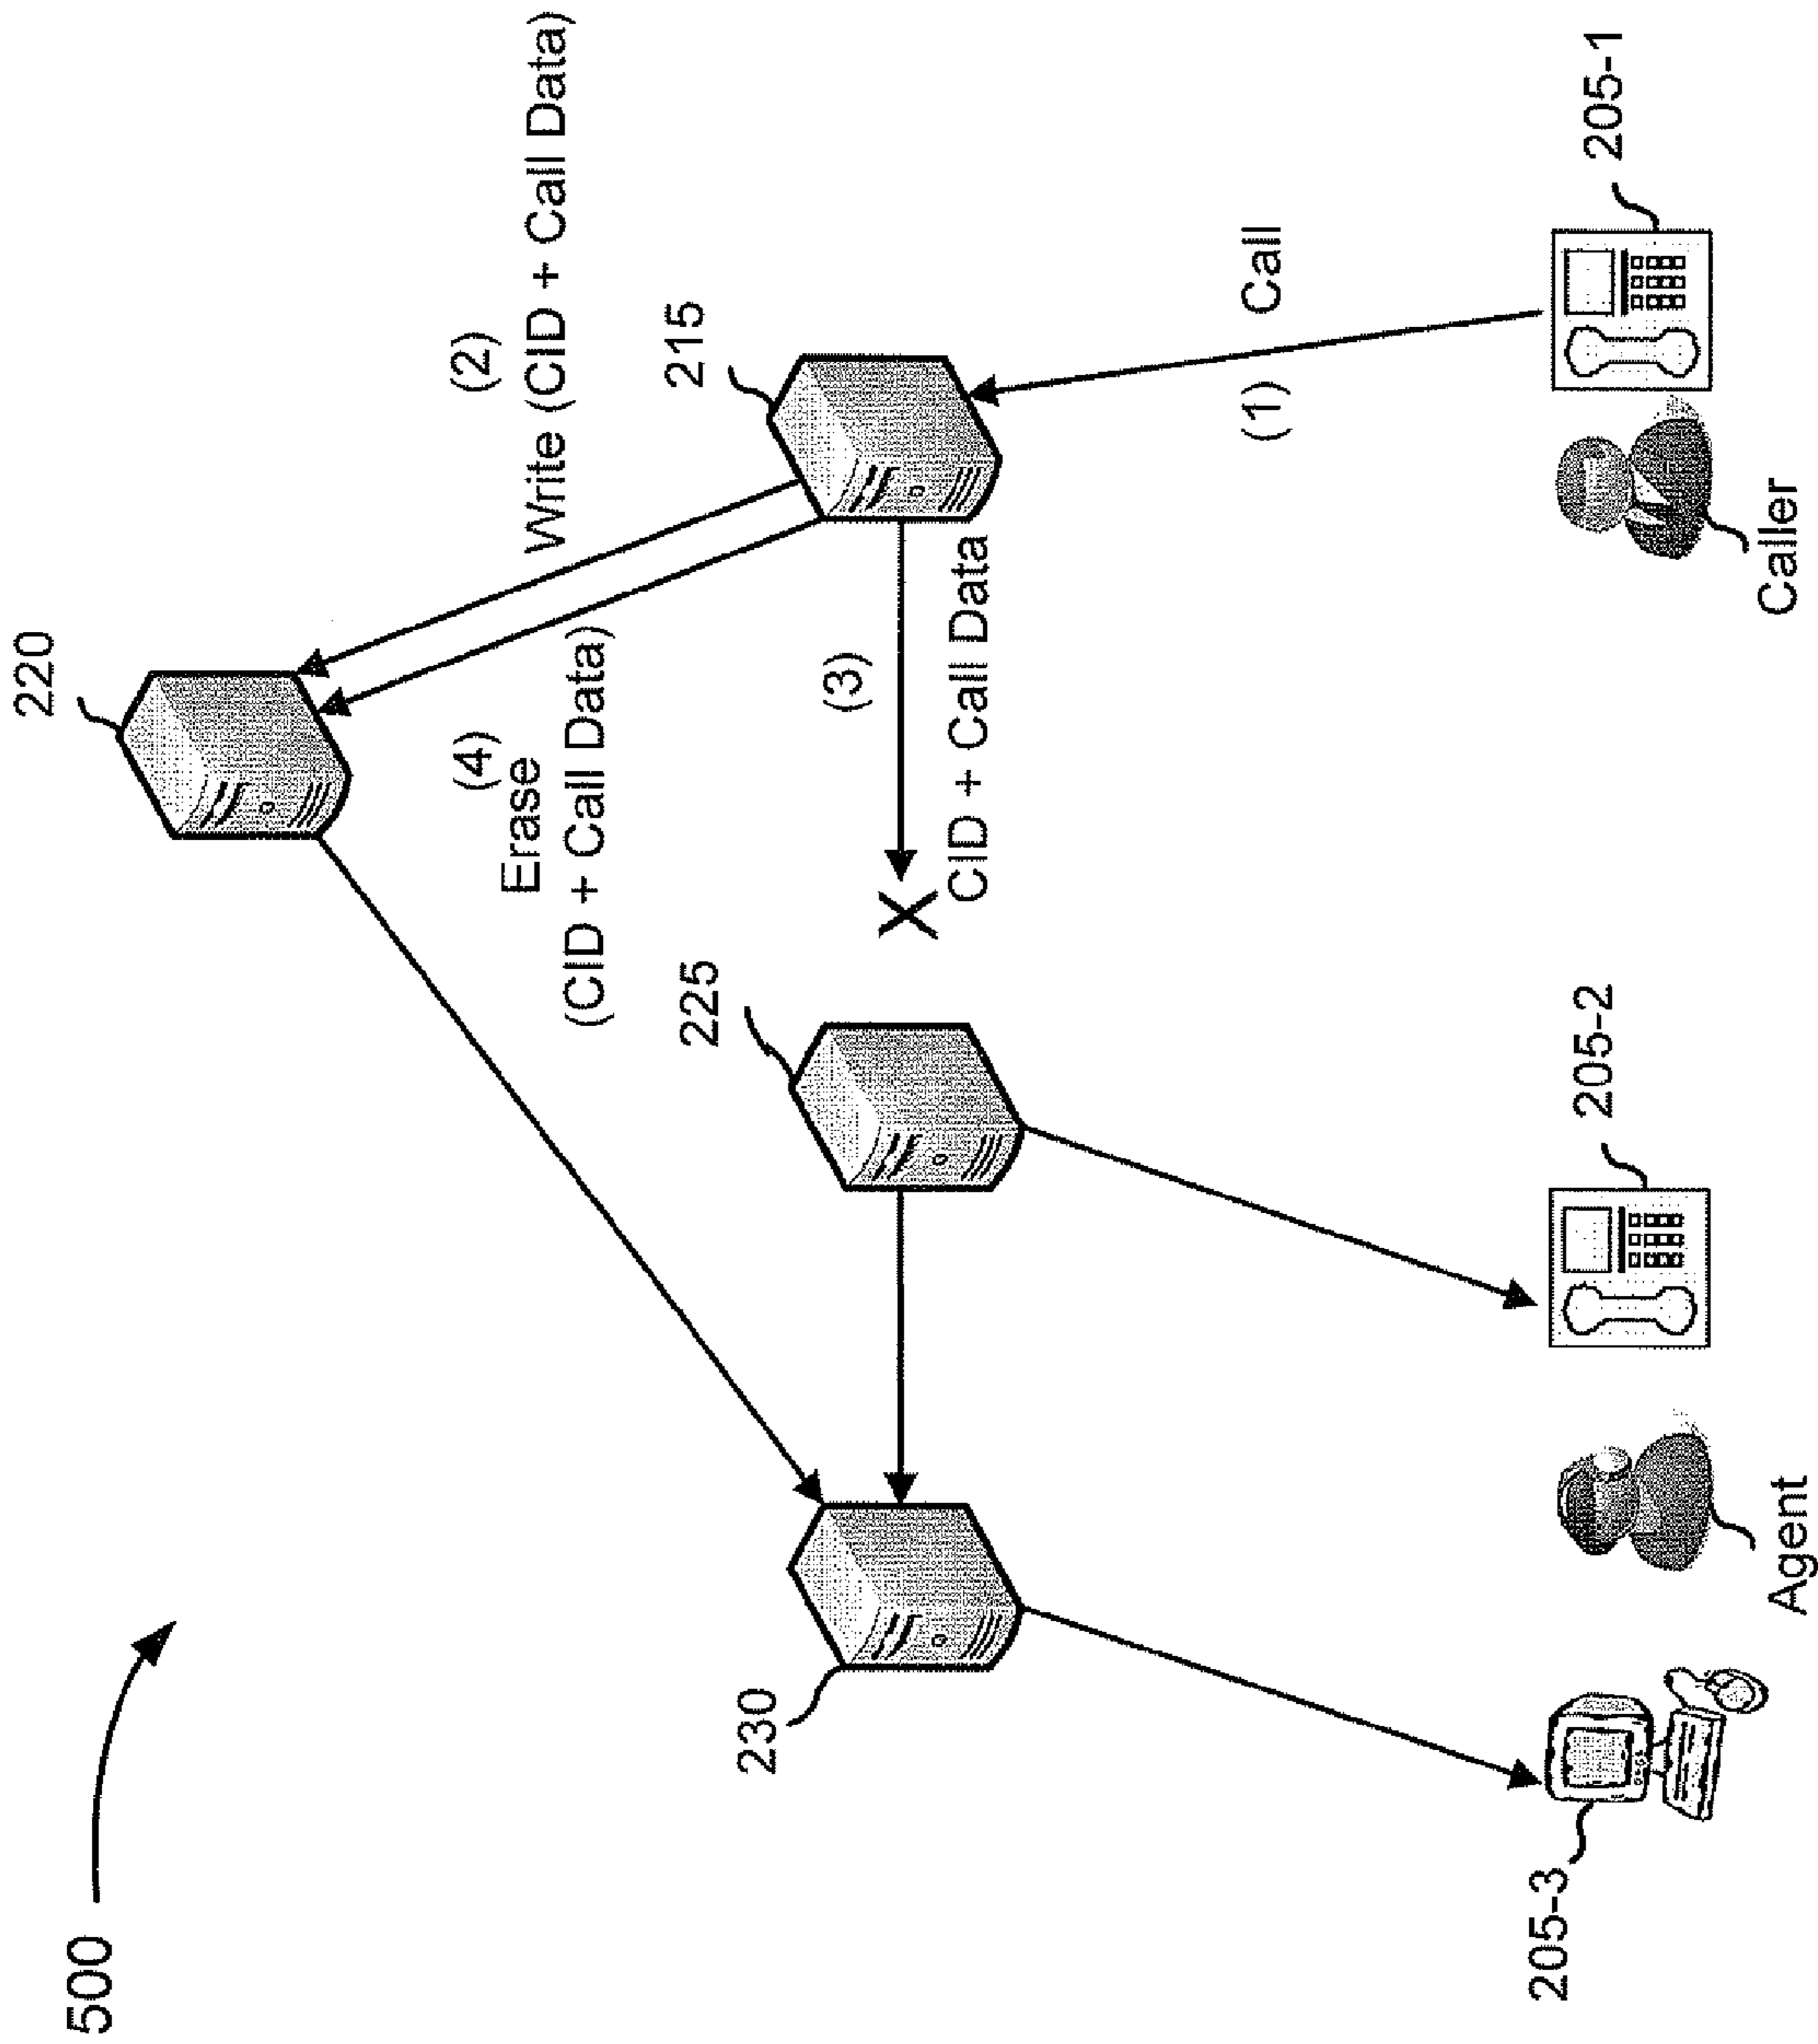 500
220
(2)
Write (CID + Call Data)
(4)
Erase
(CID + Call Data)
215
225
230
(3)
X
CID + Call Data
(1) Call
205-3
205-2
205-1
Agent
Caller